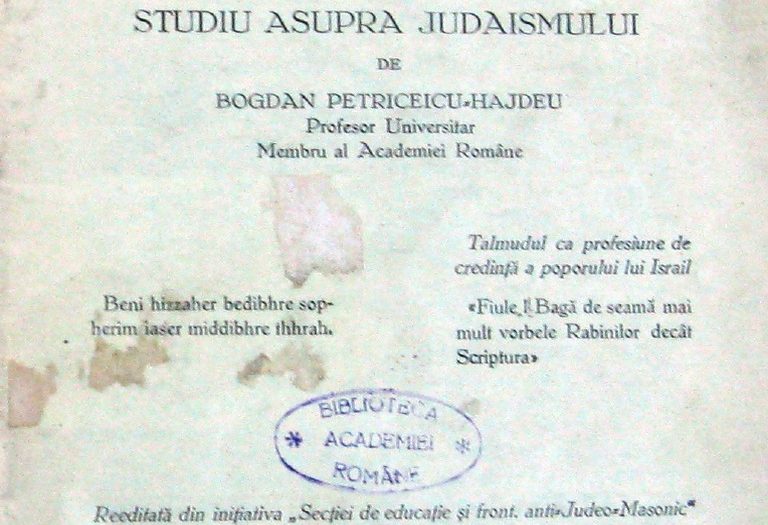 STUDIU ASUPRA JUDAISMULUI
DE
BOGDAN PETRICEICU-HAJDEU
Profesor Universitar
Membru al Academiei Române
Talmudul ca profesiune de
credință a poporului lui Israil
Beni hizzaher bedibhre sop-
herim iaser middibhre thhrah.
«Fiule,! Bagă de seamă mai
mult vorbele Rabinilor decât
Scriptura»
BIBLIOTECA
* ACADEMIEI *
ROMÂNE
Reeditată din inițiativa „Secției de educație și front. anti-Judeo-Masonic"